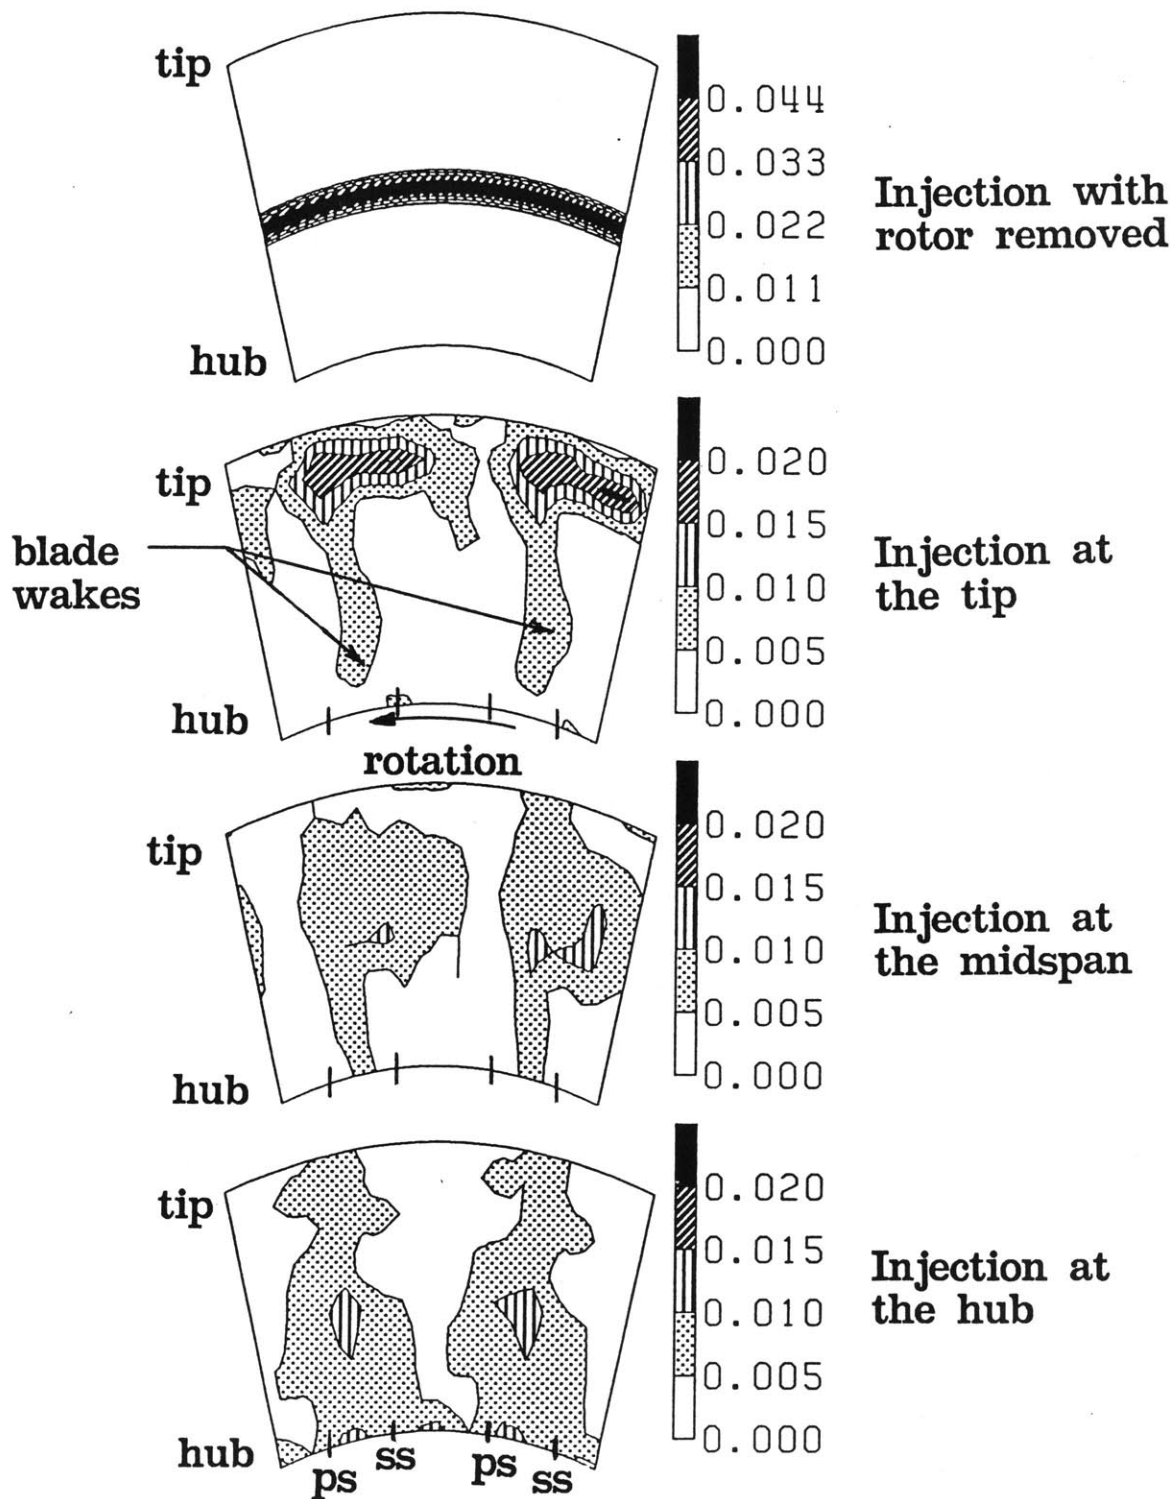 tip
0.044
0.033
0.022
0.011
0.000
Injection with
rotor removed
hub
tip
0.020
0.015
0.010
0.005
0.000
blade
wakes
Injection at
the tip
hub
rotation
tip
0.020
0.015
0.010
0.005
0.000
Injection at
the midspan
hub
tip
0.020
0.015
0.010
0.005
0.000
Injection at
the hub
hub
ps
ss
ps
ss